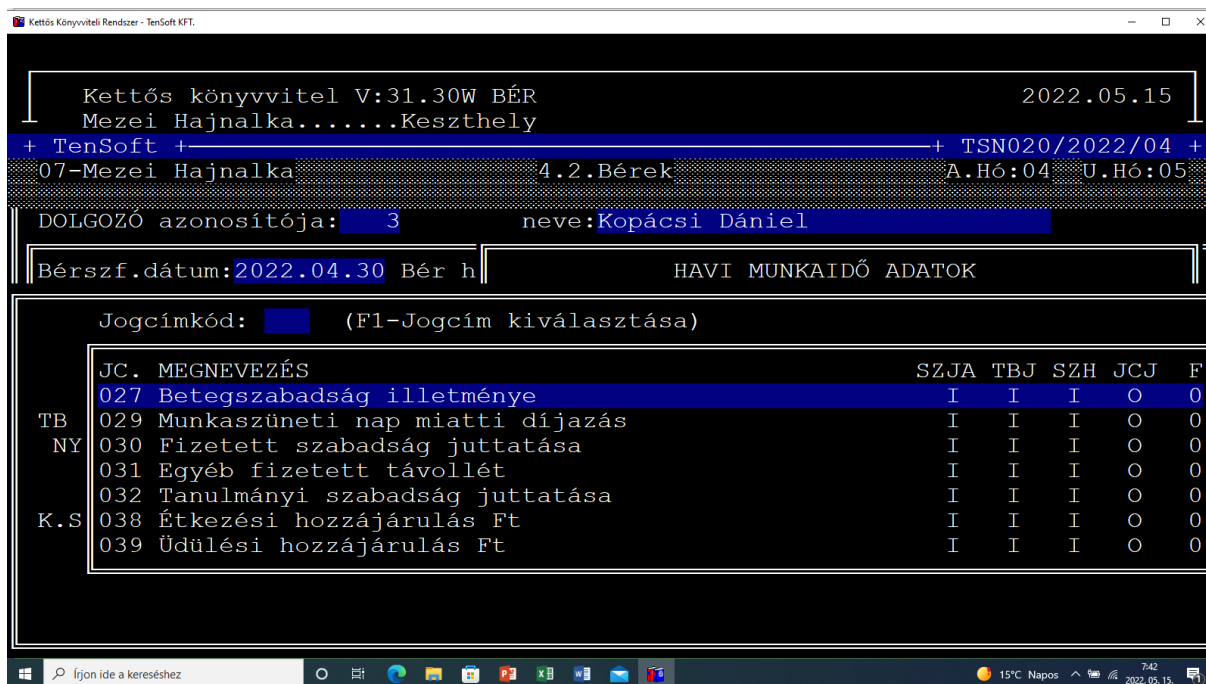 Kettős Könyvviteli Rendszer - TenSoft KFT.
Kettős könyvvitel V:31.30W BÉR 2022.05.15
Mezei Hajnalka.......Keszthely
+ TenSoft + + TSN020/2022/04 +
07-Mezei Hajnalka 4.2.Bérek A.Hó:04 U.Hó:05
DOLGOZÓ azonosítója: 3 neve:Kopácsi Dániel
Bérszf.dátum:2022.04.30 Bér h HAVI MUNKAIDŐ ADATOK
Jogcímkód: (F1-Jogcím kiválasztása)
JC. MEGNEVEZÉS SZJA TBJ SZH JCJ F
027 Betegszabadság illetménye I I I O 0
TB 029 Munkaszüneti nap miatti díjazás I I I O 0
NY 030 Fizetett szabadság juttatása I I I O 0
031 Egyéb fizetett távollét I I I O 0
032 Tanulmányi szabadság juttatása I I I O 0
K.S 038 Étkezési hozzájárulás Ft I I I O 0
039 Üdülési hozzájárulás Ft I I I O 0
Írjon ide a kereséshez 15°C Napos 7:42
2022. 05. 15.